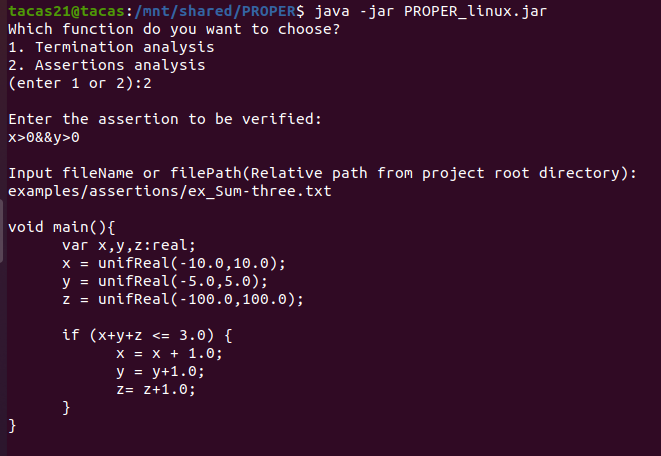 tacas21@tacas:/mnt/shared/PROPER$ java -jar PROPER_linux.jar
Which function do you want to choose?
1. Termination analysis
2. Assertions analysis
(enter 1 or 2):2
Enter the assertion to be verified:
x>0&&y>0
Input fileName or filePath(Relative path from project root directory):
examples/assertions/ex_Sum-three.txt
void main(){
var x,y,z:real;
x = unifReal(-10.0,10.0);
y = unifReal(-5.0,5.0);
z = unifReal(-100.0,100.0);
if (x+y+z <= 3.0) {
x = x + 1.0;
y = y+1.0;
z= z+1.0;
}
}